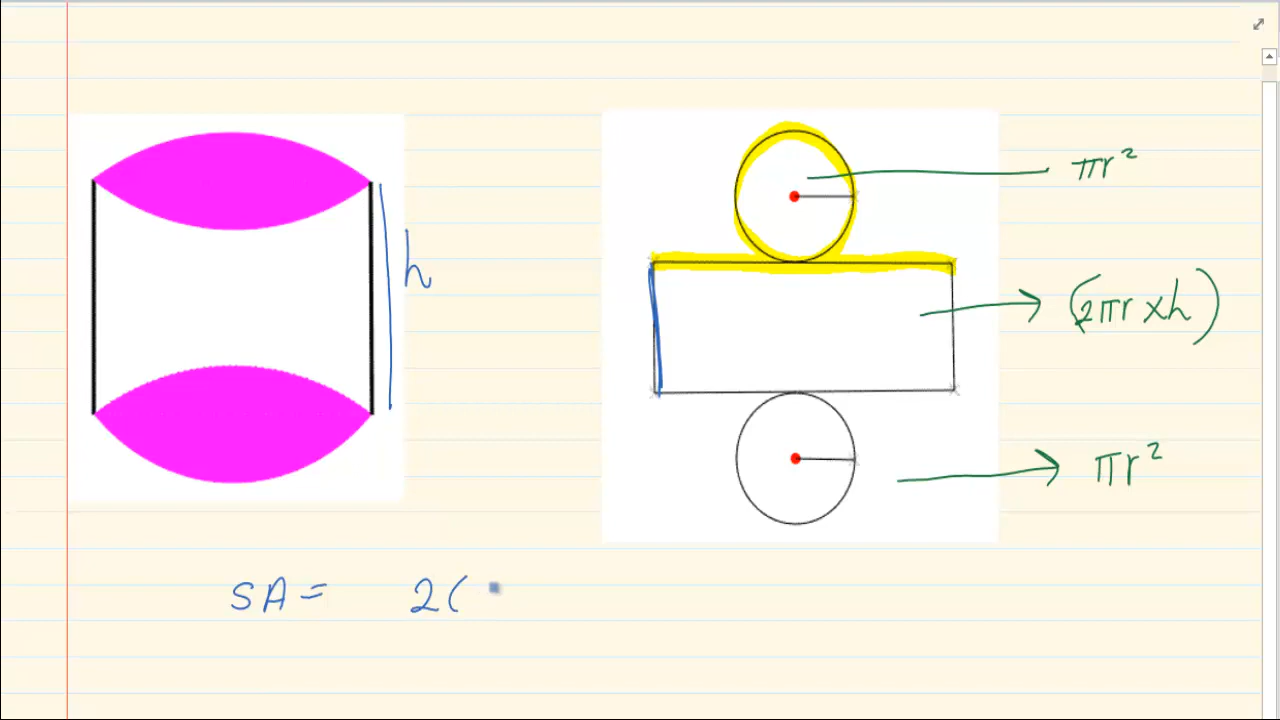 πr²
h
(2πr×h)
πr²
SA = 2(